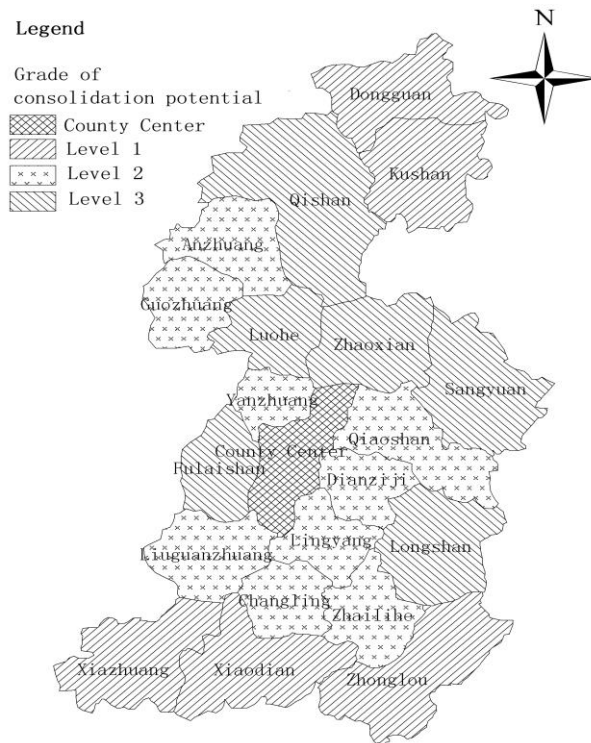 Legend
N
Grade of
consolidation potential
County Center
Level 1
Level 2
Level 3
Dongguan
Kushan
Qishan
Anzhuang
Guozhuang
Luohe
Zhaoxian
Sangyuan
Yanzhuang
Qiaoshan
County Center
Fulaishan
Dianziji
Lingyang
Longshan
Liuguanzhuang
Changling
Zhailihe
Xiazhuang
Xiaodian
Zhonglou